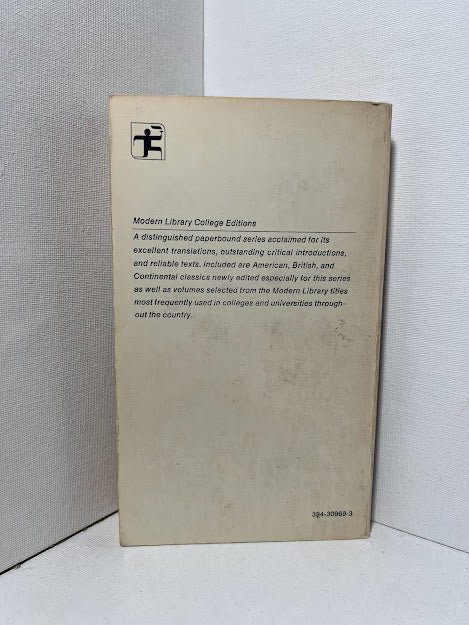 Modern Library College Editions
A distinguished paperbound series acclaimed for its
excellent translations, outstanding critical introductions,
and reliable texts. Included are American, British, and
Continental classics newly edited especially for this series
as well as volumes selected from the Modern Library titles
most frequently used in colleges and universities through-
out the country.
394-30969-3